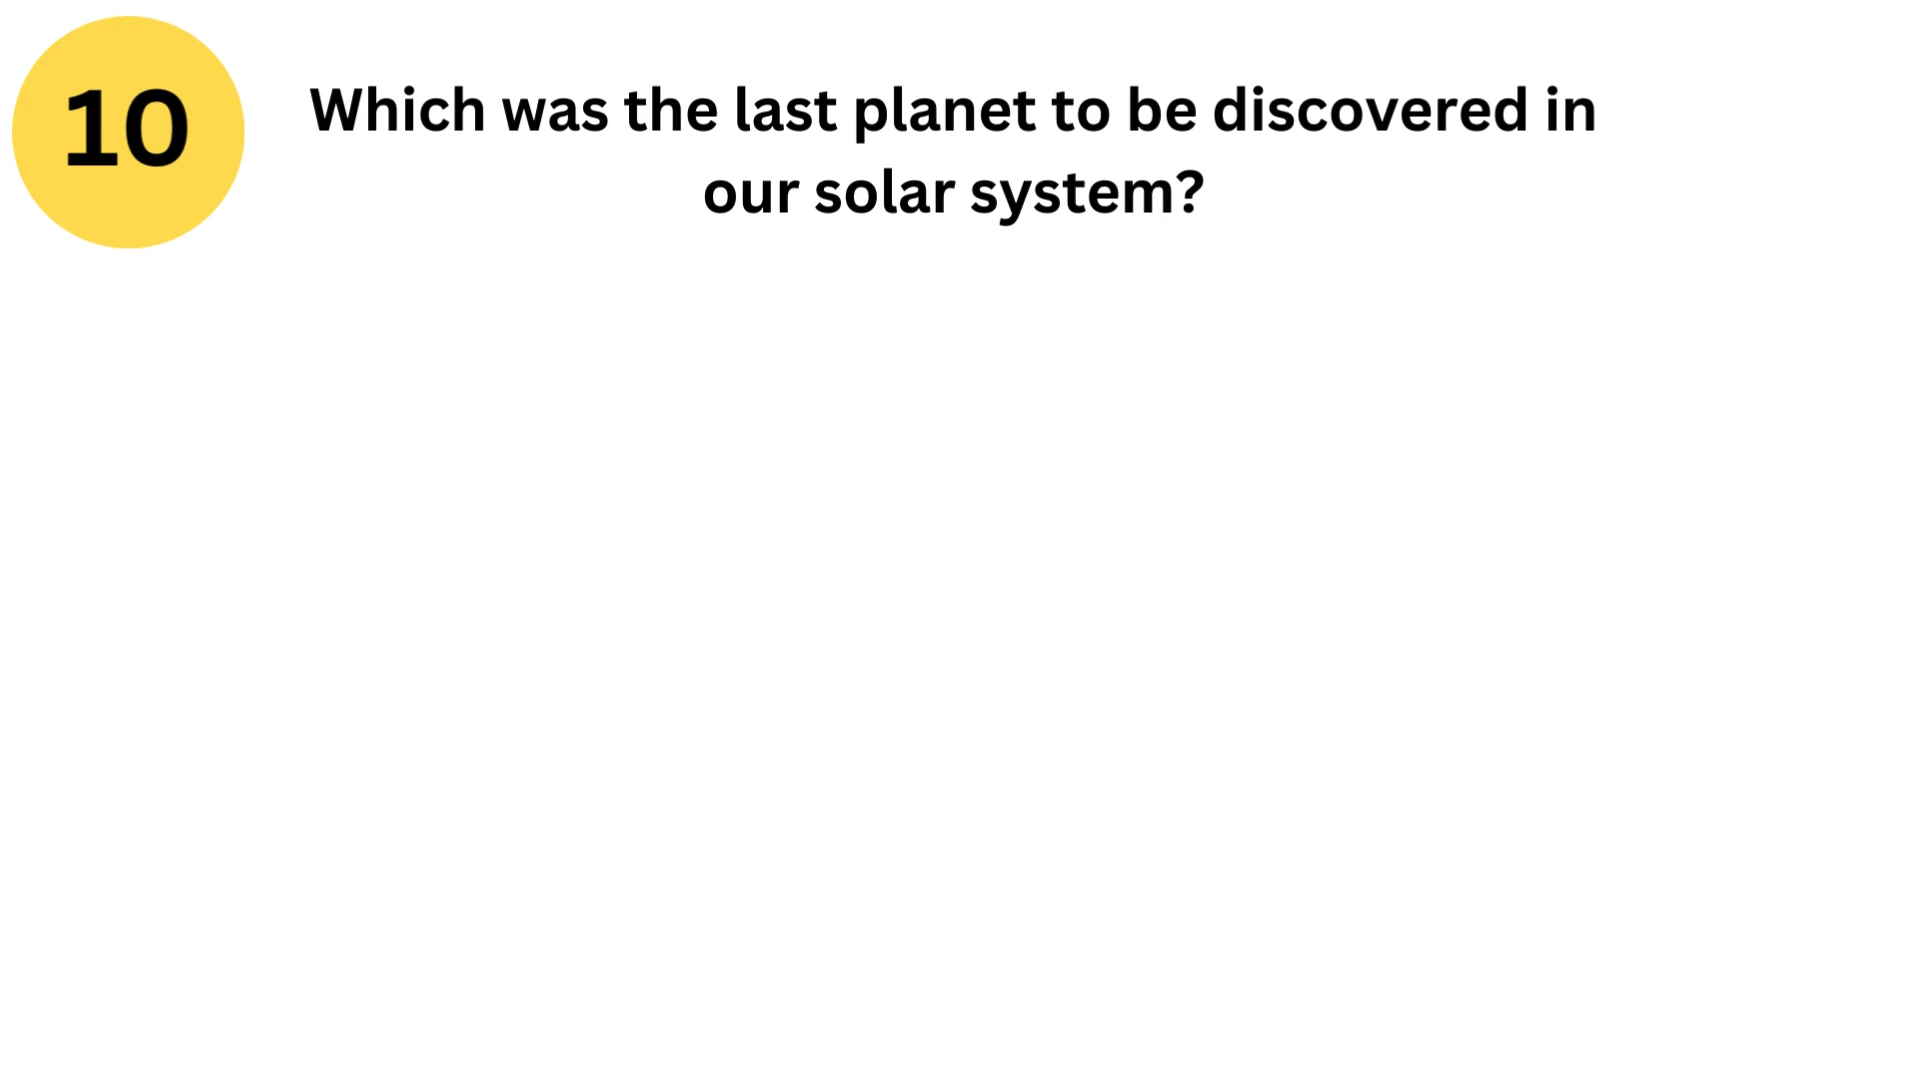 10
Which was the last planet to be discovered in
our solar system?